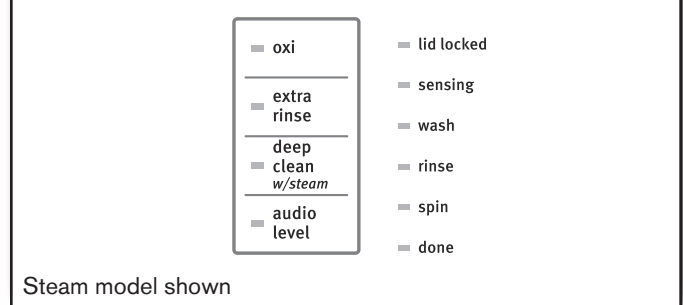 oxi
extra
rinse
deep
clean
w/steam
audio
level
lid locked
sensing
wash
rinse
spin
done
Steam model shown